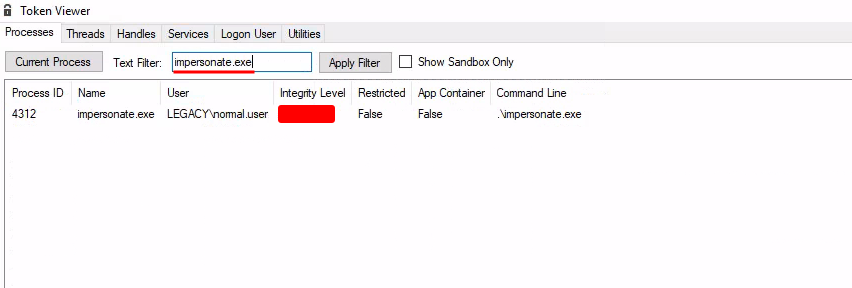 Token Viewer
Processes Threads Handles Services Logon User Utilities
Current Process Text Filter: impersonate.exe Apply Filter Show Sandbox Only
Process ID Name User Integrity Level Restricted App Container Command Line
4312 impersonate.exe LEGACY\normal.user False False .\impersonate.exe